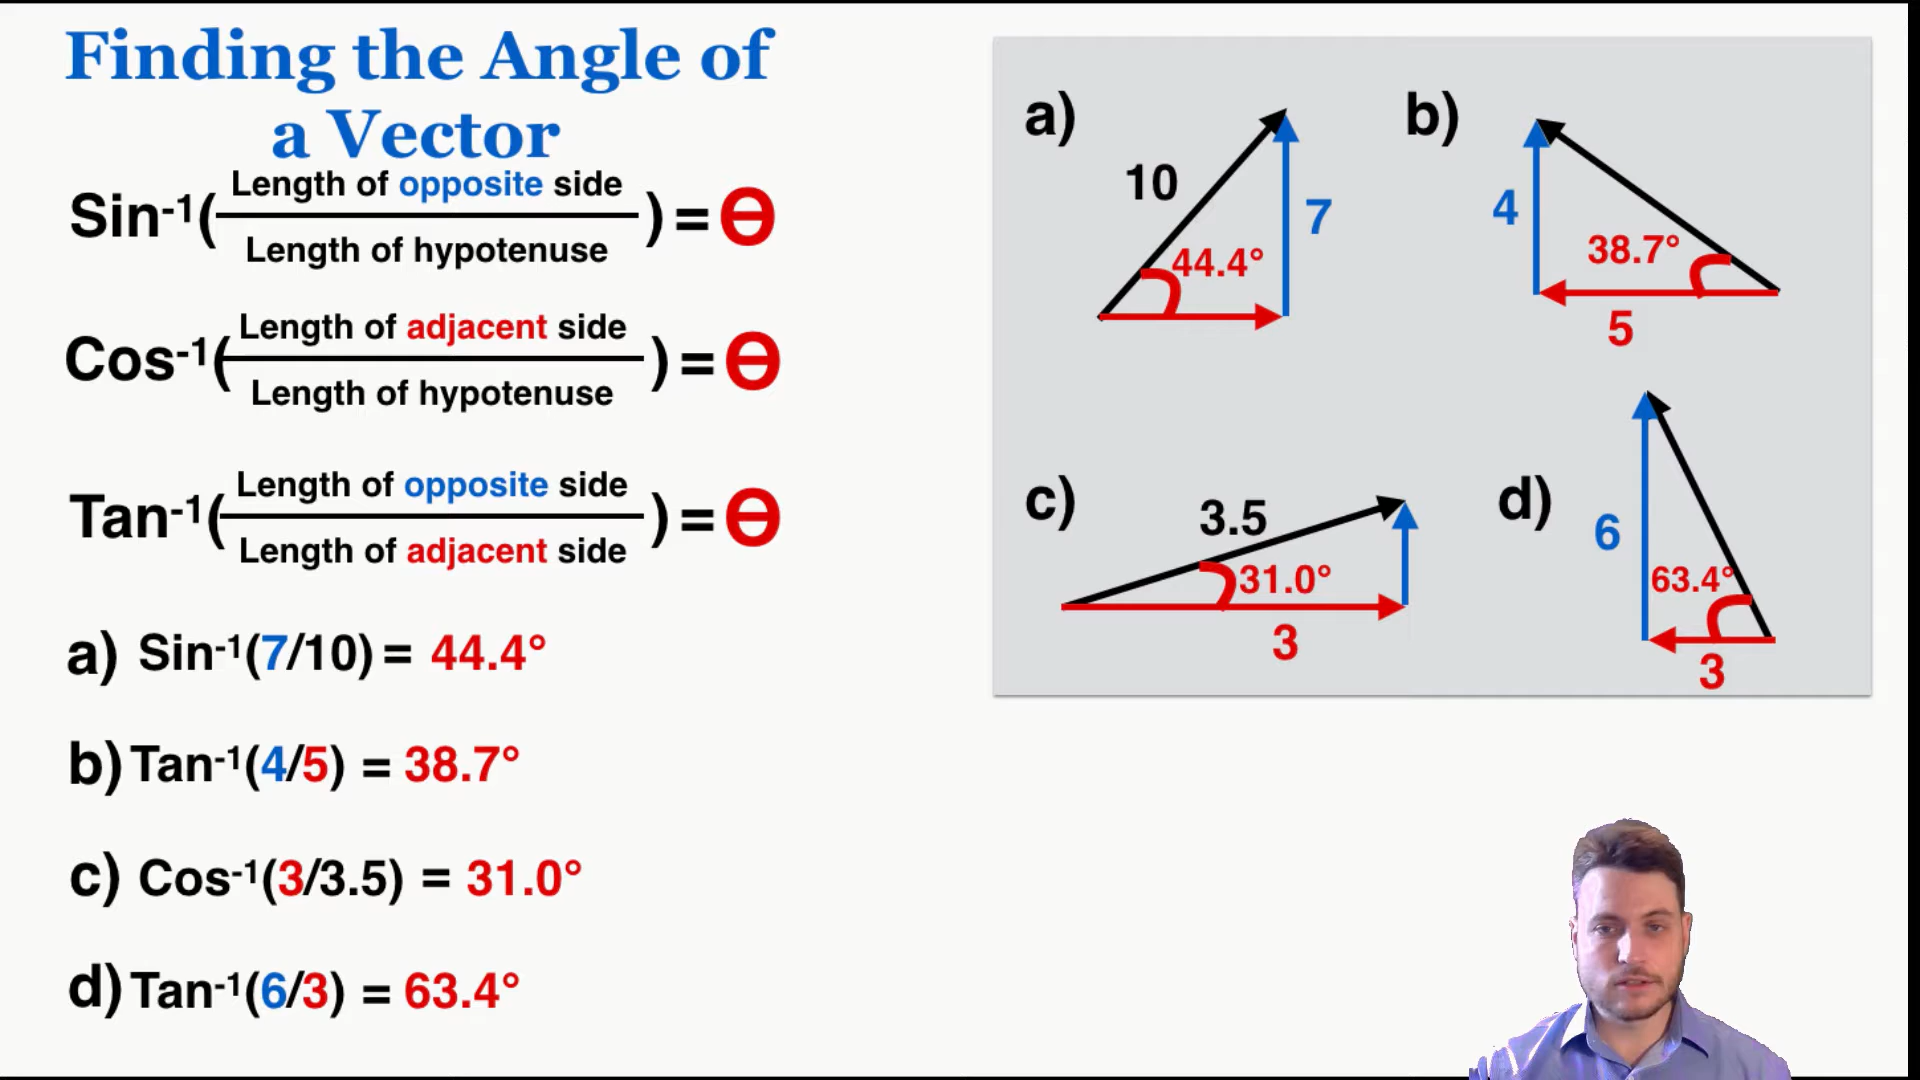 Finding the Angle of
a Vector
Sin⁻¹(Length of opposite side / Length of hypotenuse) = Θ
Cos⁻¹(Length of adjacent side / Length of hypotenuse) = Θ
Tan⁻¹(Length of opposite side / Length of adjacent side) = Θ
a) Sin⁻¹(7/10) = 44.4°
b) Tan⁻¹(4/5) = 38.7°
c) Cos⁻¹(3/3.5) = 31.0°
d) Tan⁻¹(6/3) = 63.4°
a)
10
7
44.4°
b)
4
38.7°
5
c)
3.5
31.0°
3
d)
6
63.4°
3